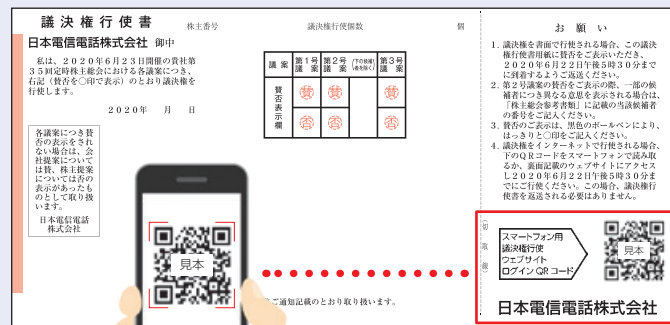 議決権行使書
株主番号
議決権行使個数
個
日本電信電話株式会社 御中
私は、2020年6月23日開催の貴社第
35回定時株主総会における各議案につき、
右記（賛否を〇印で表示）のとおり議決権を
行使します。
2020年 月 日
各議案につき賛
否の表示をされ
ない場合は、会
社提案について
は賛、株主提案
については否の
表示があったも
のとして取り扱
います。
日本電信電話
株式会社
議案
第1号議案
第2号議案
(下の候補者を除く)
第3号議案
賛否表示欄
賛
賛
賛
否
否
否
見本
ご通知記載のとおり取り扱います。
お願い
1. 議決権を書面で行使される場合、この議決
権行使書用紙に賛否をご表示いただき、
2020年6月22日午後5時30分まで
に到着するようご返送ください。
2. 第2号議案の賛否をご表示の際、一部の候
補者につき異なる意思を表示される場合は、
「株主総会参考書類」に記載の当該候補者
の番号をご記入ください。
3. 賛否のご表示は、黒色のボールペンにより、
はっきりと〇印をご記入ください。
4. 議決権をインターネットで行使される場合、
下のQRコードをスマートフォンで読み取
るか、裏面記載のウェブサイトにアクセス
し2020年6月22日午後5時30分ま
でにご行使ください。この場合、議決権行
使書を返送される必要はありません。
(切取線)
スマートフォン用
議決権行使
ウェブサイト
ログインQRコード
見本
日本電信電話株式会社